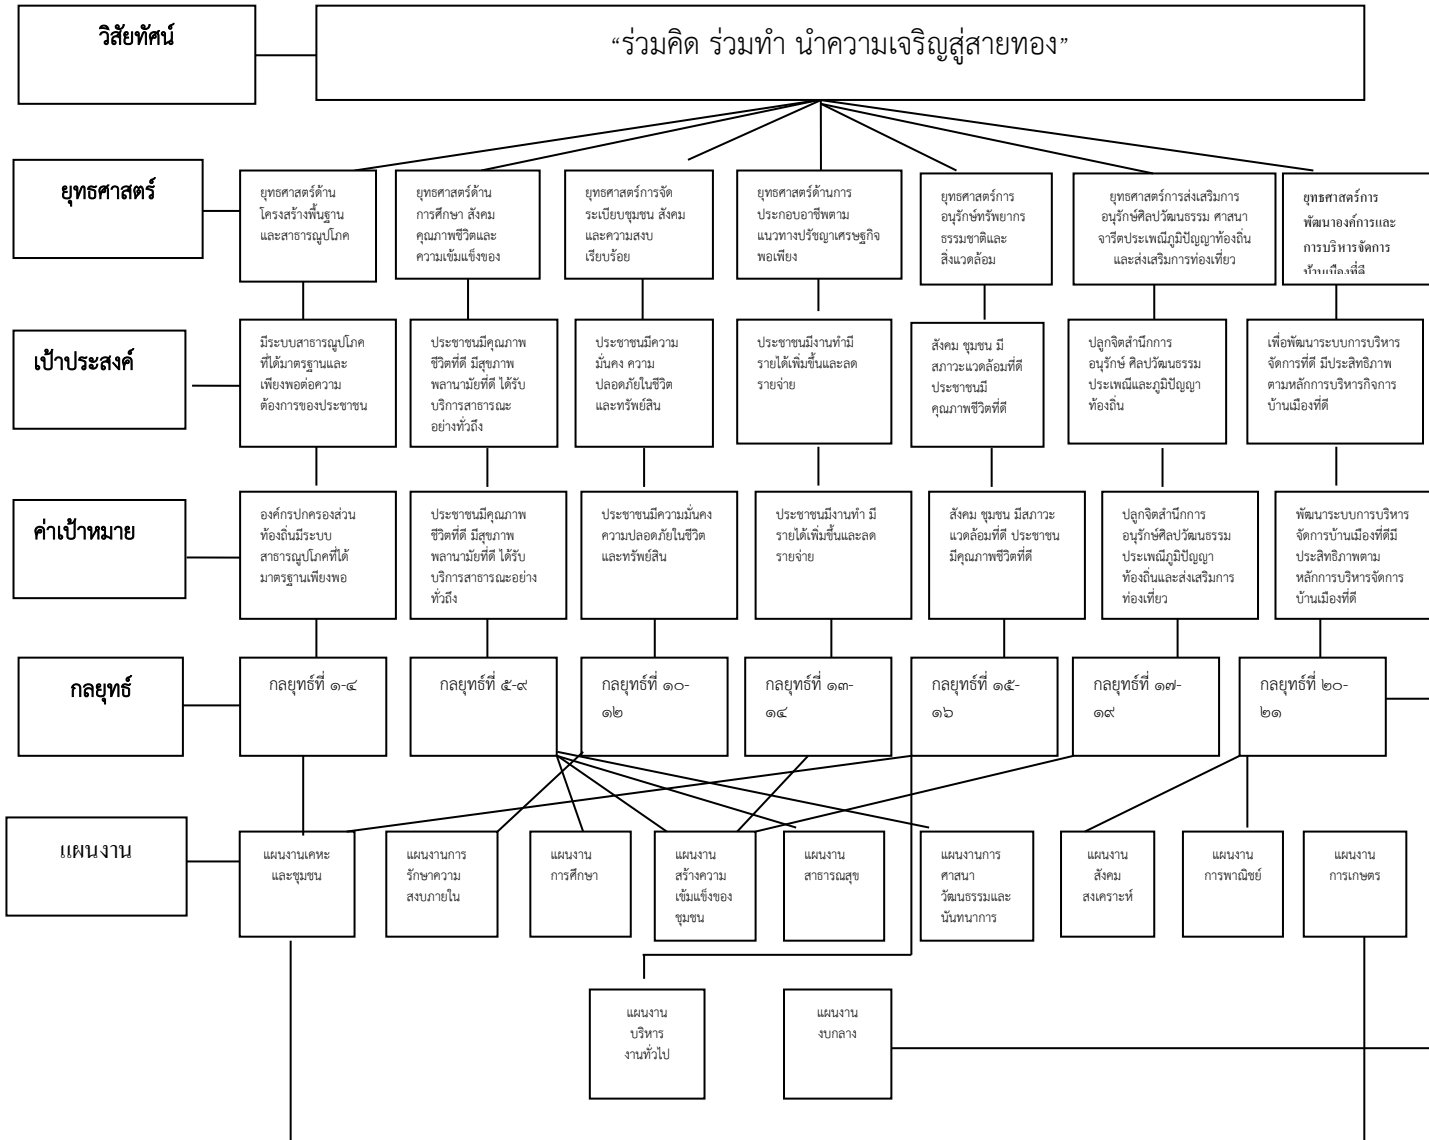 วิสัยทัศน์
“ร่วมคิด ร่วมทำ นำความเจริญสู่สายทอง”
ยุทธศาสตร์
ยุทธศาสตร์ด้าน
โครงสร้างพื้นฐาน
และสาธารณูปโภค
ยุทธศาสตร์ด้าน
การศึกษา สังคม
คุณภาพชีวิตและ
ความเข้มแข็งของ
ยุทธศาสตร์การจัด
ระเบียบชุมชน สังคม
และความสงบ
เรียบร้อย
ยุทธศาสตร์ด้านการ
ประกอบอาชีพตาม
แนวทางปรัชญาเศรษฐกิจ
พอเพียง
ยุทธศาสตร์การ
อนุรักษ์ทรัพยากร
ธรรมชาติและ
สิ่งแวดล้อม
ยุทธศาสตร์การส่งเสริมการ
อนุรักษ์ศิลปวัฒนธรรม ศาสนา
จารีตประเพณีภูมิปัญญาท้องถิ่น
และส่งเสริมการท่องเที่ยว
ยุทธศาสตร์การ
พัฒนาองค์การและ
การบริหารจัดการ
บ้านเมืองที่ดี
เป้าประสงค์
มีระบบสาธารณูปโภค
ที่ได้มาตรฐานและ
เพียงพอต่อความ
ต้องการของประชาชน
ประชาชนมีคุณภาพ
ชีวิตที่ดี มีสุขภาพ
พลานามัยที่ดี ได้รับ
บริการสาธารณะ
อย่างทั่วถึง
ประชาชนมีความ
มั่นคง ความ
ปลอดภัยในชีวิต
และทรัพย์สิน
ประชาชนมีงานทำมี
รายได้เพิ่มขึ้นและลด
รายจ่าย
สังคม ชุมชน มี
สภาวะแวดล้อมที่ดี
ประชาชนมี
คุณภาพชีวิตที่ดี
ปลูกจิตสำนึกการ
อนุรักษ์ ศิลปวัฒนธรรม
ประเพณีและภูมิปัญญา
ท้องถิ่น
เพื่อพัฒนาระบบการบริหาร
จัดการที่ดี มีประสิทธิภาพ
ตามหลักการบริหารกิจการ
บ้านเมืองที่ดี
ค่าเป้าหมาย
องค์กรปกครองส่วน
ท้องถิ่นมีระบบ
สาธารณูปโภคที่ได้
มาตรฐานเพียงพอ
ประชาชนมีคุณภาพ
ชีวิตที่ดี มีสุขภาพ
พลานามัยที่ดี ได้รับ
บริการสาธารณะอย่าง
ทั่วถึง
ประชาชนมีความมั่นคง
ความปลอดภัยในชีวิต
และทรัพย์สิน
ประชาชนมีงานทำ มี
รายได้เพิ่มขึ้นและลด
รายจ่าย
สังคม ชุมชน มีสภาวะ
แวดล้อมที่ดี ประชาชน
มีคุณภาพชีวิตที่ดี
ปลูกจิตสำนึกการ
อนุรักษ์ศิลปวัฒนธรรม
ประเพณีภูมิปัญญา
ท้องถิ่นและส่งเสริมการ
ท่องเที่ยว
พัฒนาระบบการบริหาร
จัดการบ้านเมืองที่ดีมี
ประสิทธิภาพตาม
หลักการบริหารจัดการ
บ้านเมืองที่ดี
กลยุทธ์
กลยุทธ์ที่ ๑-๔
กลยุทธ์ที่ ๕-๙
กลยุทธ์ที่ ๑๐-
๑๒
กลยุทธ์ที่ ๑๓-
๑๔
กลยุทธ์ที่ ๑๕-
๑๖
กลยุทธ์ที่ ๑๗-
๑๙
กลยุทธ์ที่ ๒๐-
๒๑
แผนงาน
แผนงานเคหะ
และชุมชน
แผนงานการ
รักษาความ
สงบภายใน
แผนงาน
การศึกษา
แผนงาน
สร้างความ
เข้มแข็งของ
ชุมชน
แผนงาน
สาธารณสุข
แผนงานการ
ศาสนา
วัฒนธรรมและ
นันทนาการ
แผนงาน
สังคม
สงเคราะห์
แผนงาน
การพาณิชย์
แผนงาน
การเกษตร
แผนงาน
บริหาร
งานทั่วไป
แผนงาน
งบกลาง